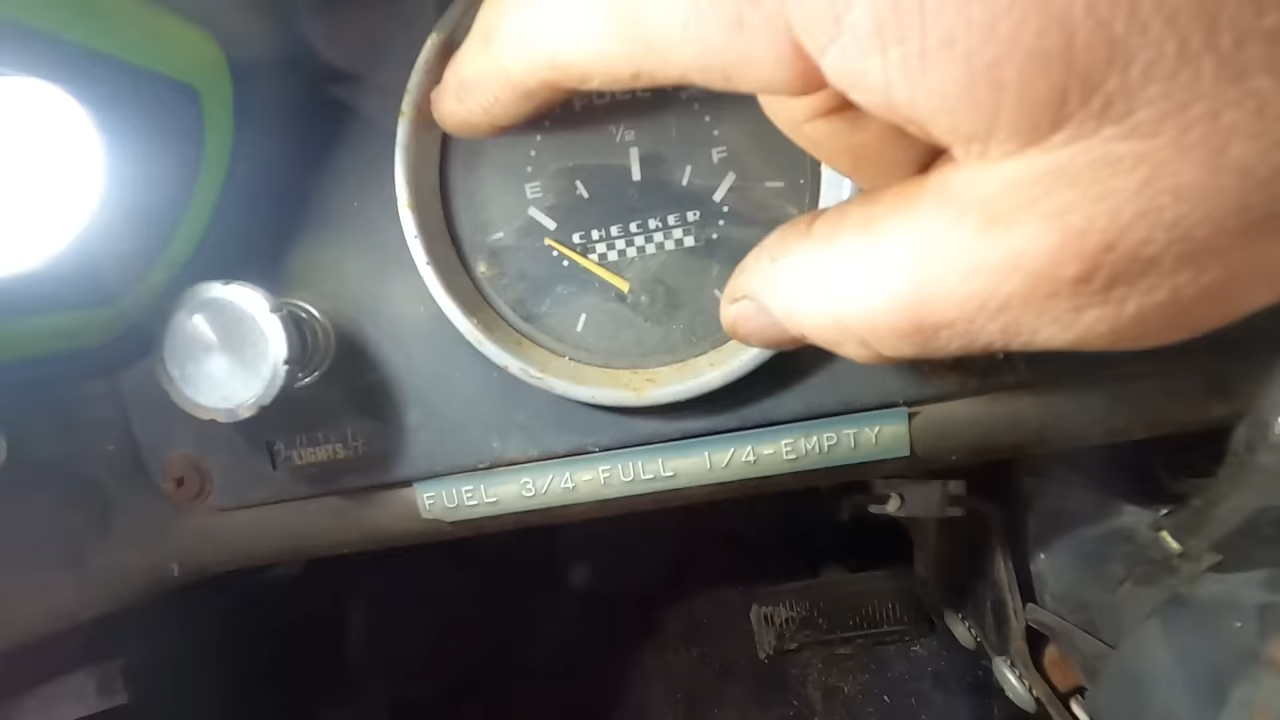 FUEL
1/2
E
F
CHECKER
LIGHTS
FUEL 3/4-FULL 1/4-EMPTY